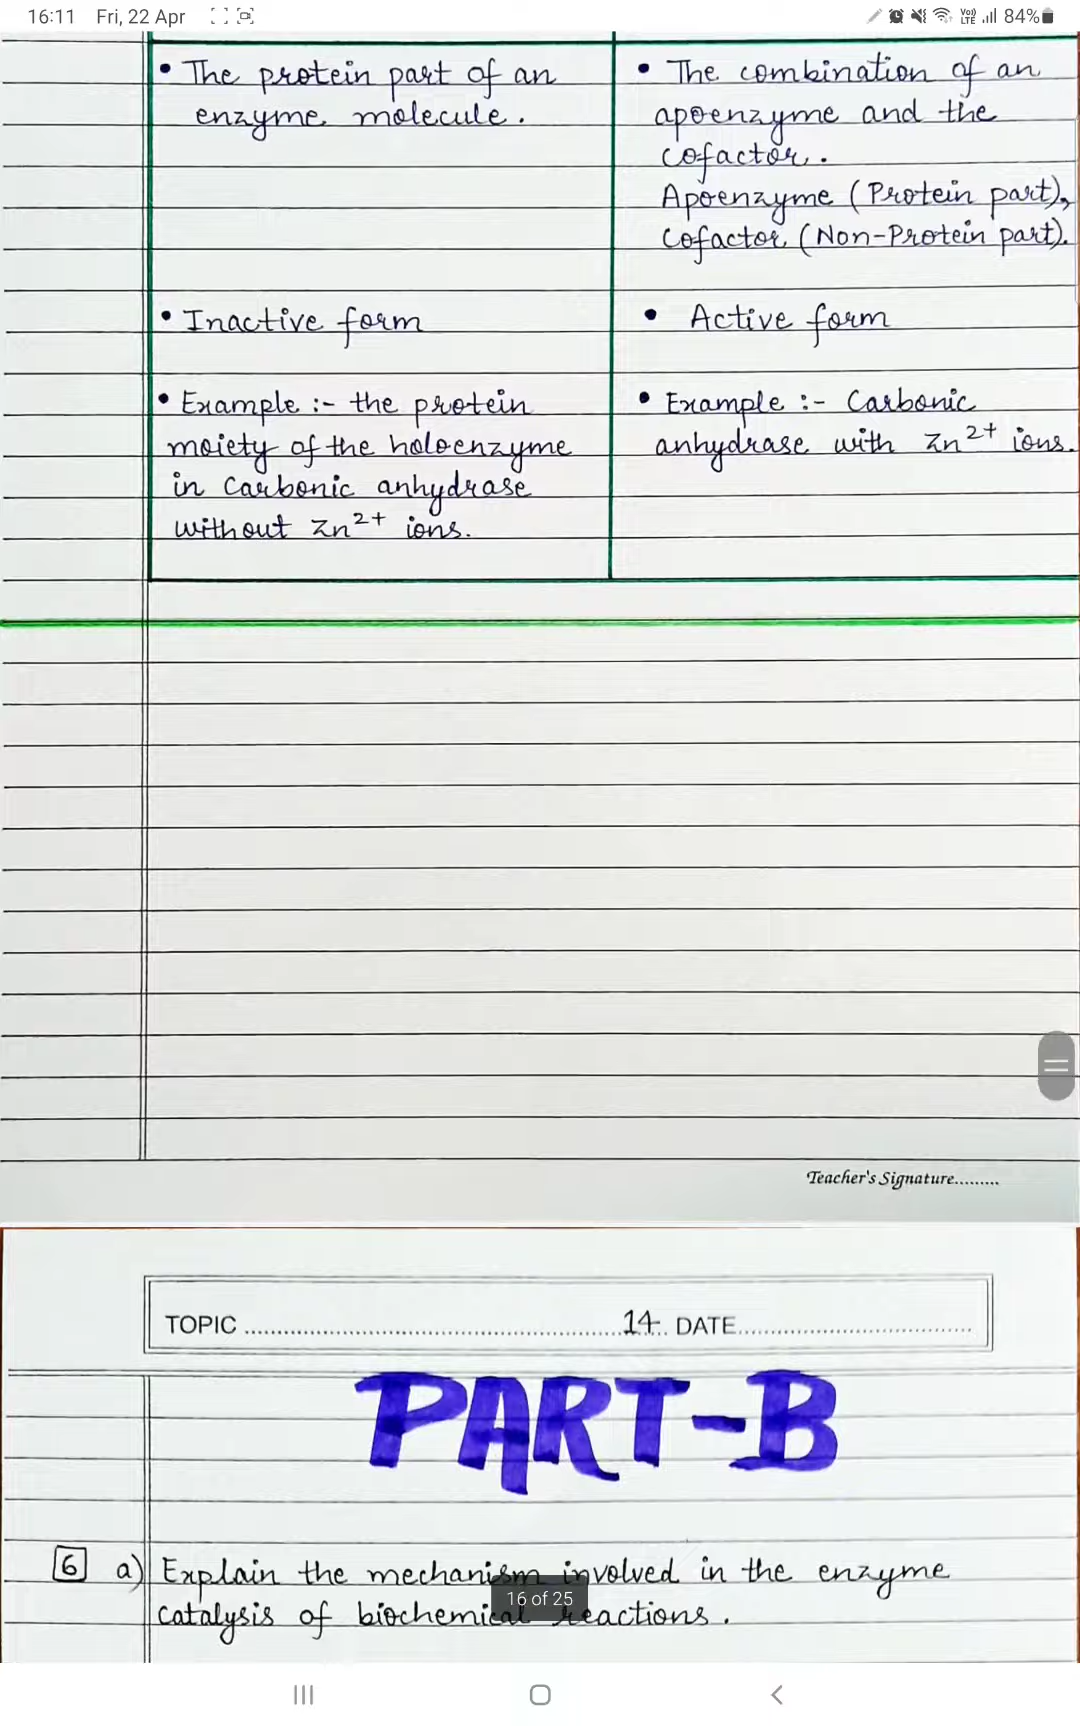 16:11 Fri, 22 Apr 84%
• The protein part of an
enzyme molecule.
• Inactive form
• Example :- the protein
moiety of the holoenzyme
in carbonic anhydrase
without Zn²⁺ ions.
• The combination of an
apoenzyme and the
cofactor.
Apoenzyme (Protein part),
Cofactor (Non-Protein part).
• Active form
• Example :- Carbonic
anhydrase with Zn²⁺ ions.
Teacher's Signature.........
TOPIC ..................................................14.. DATE...............................
PART-B
6 a) Explain the mechanism involved in the enzyme
catalysis of biochemical reactions.
16 of 25